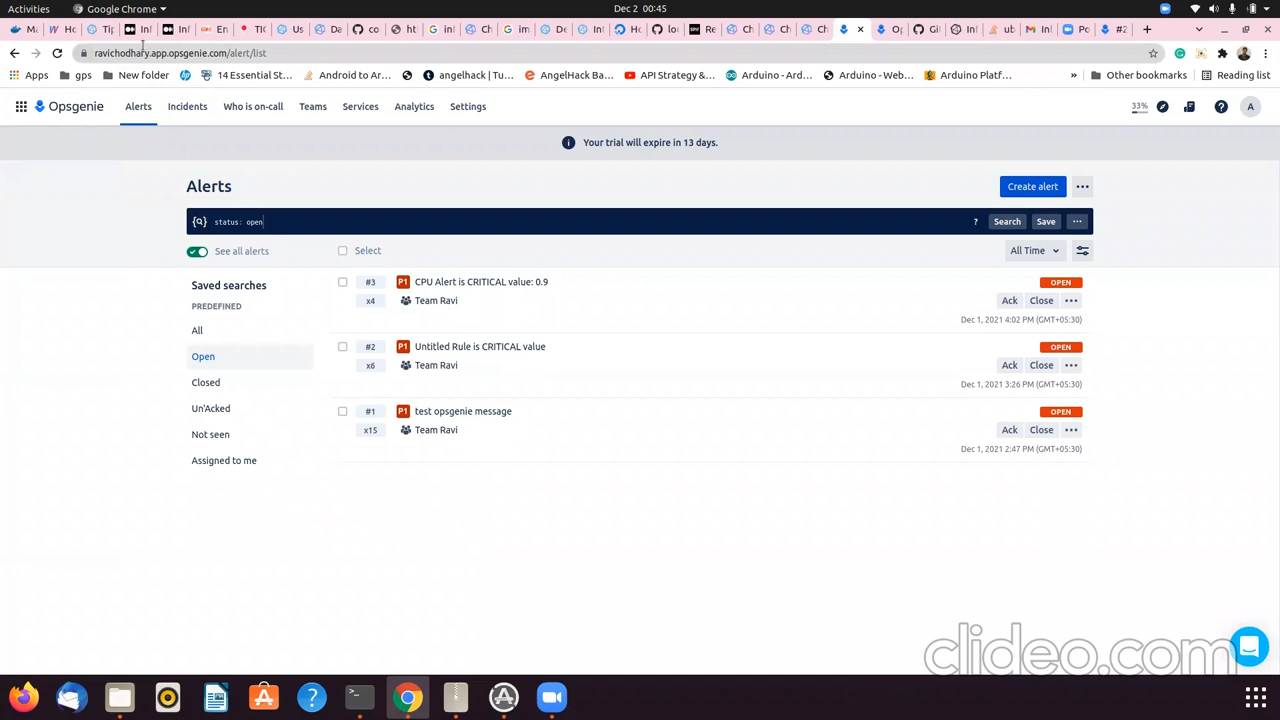 Activities
Google Chrome
Dec 2 00:45
ravichodhary.app.opsgenie.com/alert/list
Apps
gps
New folder
14 Essential St...
Android to Ar...
angelhack | Tu...
AngelHack Ba...
API Strategy &...
Arduino - Ard...
Arduino - Web...
Arduino Platf...
»
Other bookmarks
Reading list
Opsgenie
Alerts
Incidents
Who is on-call
Teams
Services
Analytics
Settings
33%
A
Your trial will expire in 13 days.
Alerts
Create alert
status: open
?
Search
Save
See all alerts
Select
All Time
Saved searches
PREDEFINED
All
Open
Closed
Un'Acked
Not seen
Assigned to me
#3
P1
CPU Alert is CRITICAL value: 0.9
OPEN
x4
Team Ravi
Ack
Close
Dec 1, 2021 4:02 PM (GMT+05:30)
#2
P1
Untitled Rule is CRITICAL value
OPEN
x6
Team Ravi
Ack
Close
Dec 1, 2021 3:26 PM (GMT+05:30)
#1
P1
test opsgenie message
OPEN
x15
Team Ravi
Ack
Close
Dec 1, 2021 2:47 PM (GMT+05:30)
clideo.com